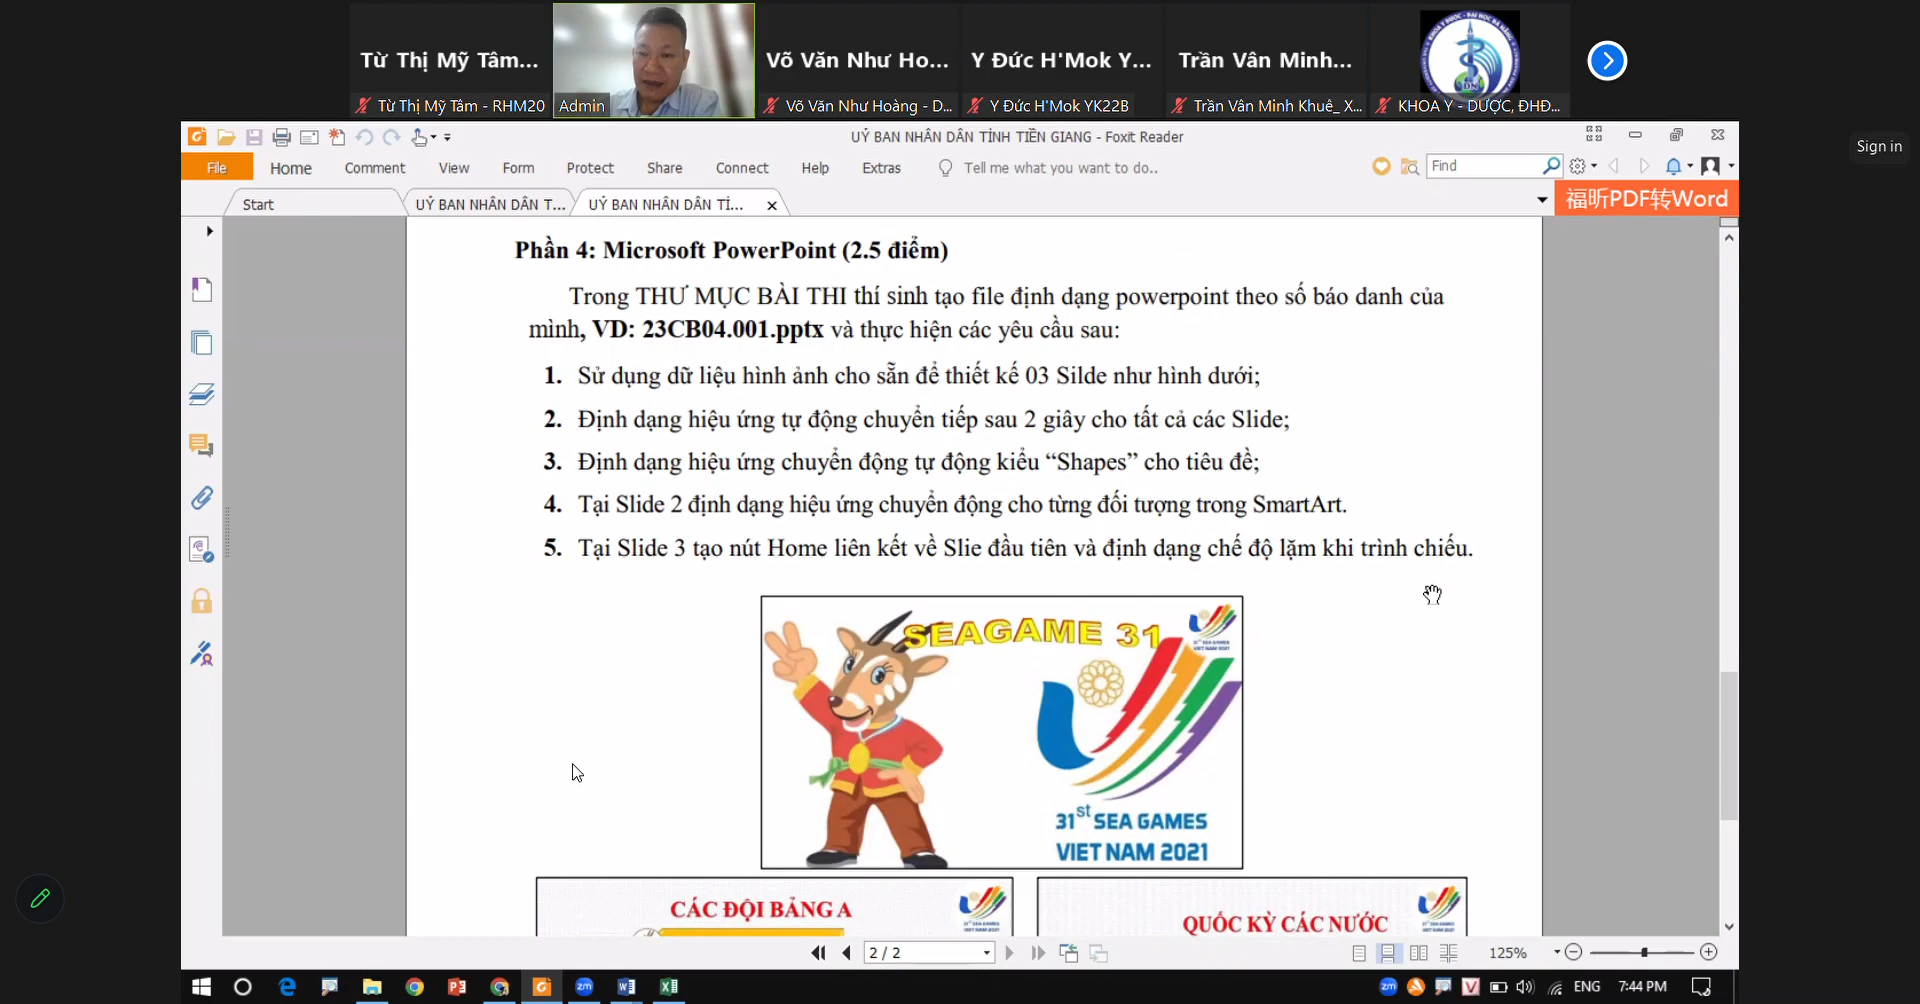 Từ Thị Mỹ Tâm...
Từ Thị Mỹ Tâm - RHM20
Admin
Võ Văn Như Ho...
Võ Văn Như Hoàng - D...
Y Đức H'Mok Y...
Y Đức H'Mok YK22B
Trần Vân Minh...
Trần Vân Minh Khuê_ X...
KHOA Y - DƯỢC, ĐHĐ...
Sign in
UỶ BAN NHÂN DÂN TỈNH TIỀN GIANG - Foxit Reader
File Home Comment View Form Protect Share Connect Help Extras Tell me what you want to do.. Find
Start
UỶ BAN NHÂN DÂN T...
UỶ BAN NHÂN DÂN TỈ...
福昕PDF转Word
Phần 4: Microsoft PowerPoint (2.5 điểm)
Trong THƯ MỤC BÀI THI thí sinh tạo file định dạng powerpoint theo số báo danh của
mình, VD: 23CB04.001.pptx và thực hiện các yêu cầu sau:
1. Sử dụng dữ liệu hình ảnh cho sẵn để thiết kế 03 Silde như hình dưới;
2. Định dạng hiệu ứng tự động chuyển tiếp sau 2 giây cho tất cả các Slide;
3. Định dạng hiệu ứng chuyển động tự động kiểu “Shapes” cho tiêu đề;
4. Tại Slide 2 định dạng hiệu ứng chuyển động cho từng đối tượng trong SmartArt.
5. Tại Slide 3 tạo nút Home liên kết về Slie đầu tiên và định dạng chế độ lặm khi trình chiếu.
SEAGAME 31
31st SEA GAMES
VIET NAM 2021
31st SEA GAMES
VIET NAM 2021
CÁC ĐỘI BẢNG A
QUỐC KỲ CÁC NƯỚC
2 / 2
125%
ENG
7:44 PM